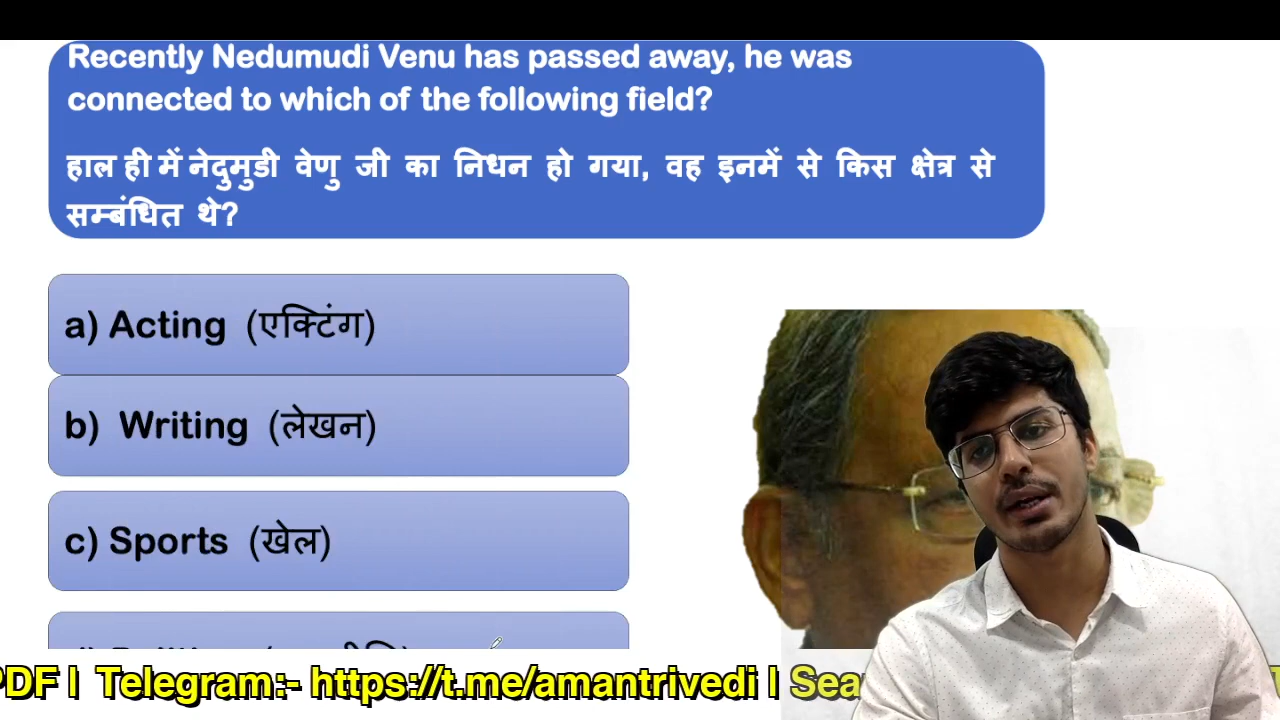 Recently Nedumudi Venu has passed away, he was
connected to which of the following field?
हाल ही में नेदुमुडी वेणु जी का निधन हो गया, वह इनमें से किस क्षेत्र से
सम्बंधित थे?
a) Acting (एक्टिंग)
b) Writing (लेखन)
c) Sports (खेल)
PDF | Telegram:- https://t.me/amantrivedi |